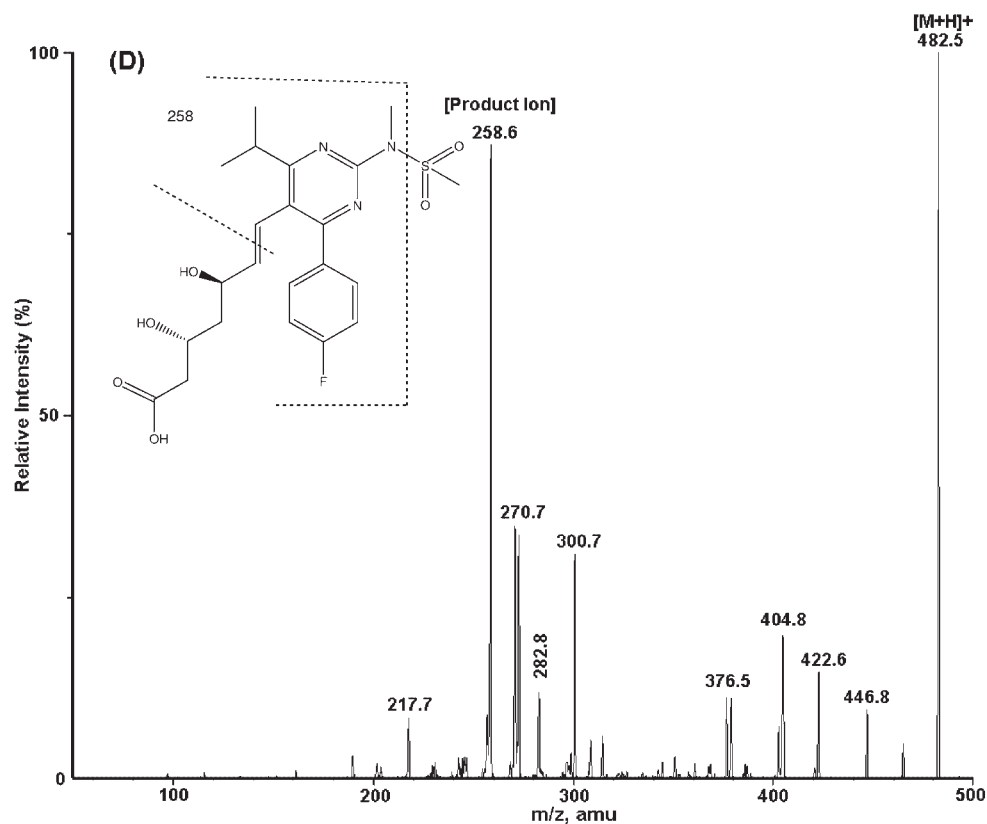 [M+H]+
482.5
100
(D)
258
[Product Ion]
258.6
N
N
N
O
S
O
HO
HO
F
O
OH
Relative Intensity (%)
50
270.7
300.7
282.8
404.8
422.6
376.5
446.8
217.7
0
100
200
300
400
500
m/z, amu